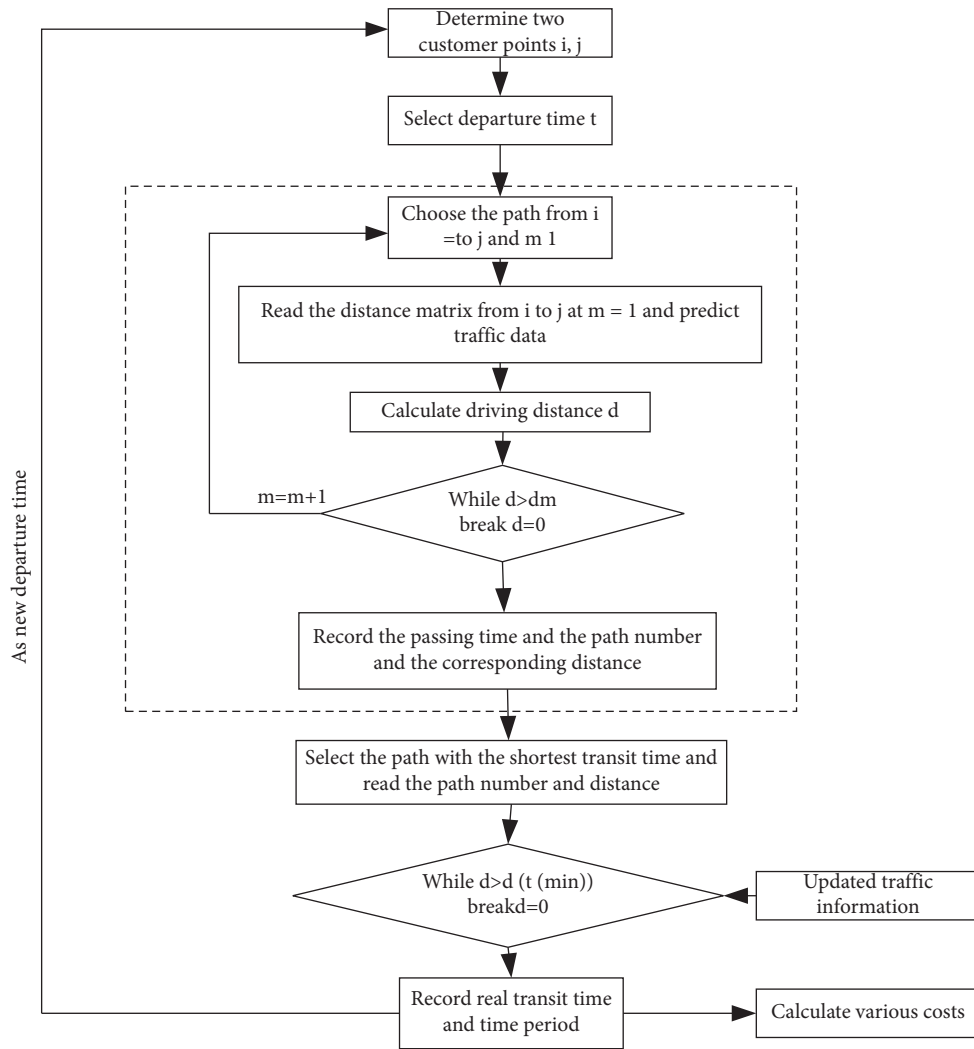 Determine two
customer points i, j
Select departure time t
Choose the path from i
=to j and m 1
Read the distance matrix from i to j at m = 1 and predict
traffic data
Calculate driving distance d
m=m+1
While d>dm
break d=0
As new departure time
Record the passing time and the path number
and the corresponding distance
Select the path with the shortest transit time and
read the path number and distance
While d>d (t (min))
breakd=0
Updated traffic
information
Record real transit time
and time period
Calculate various costs